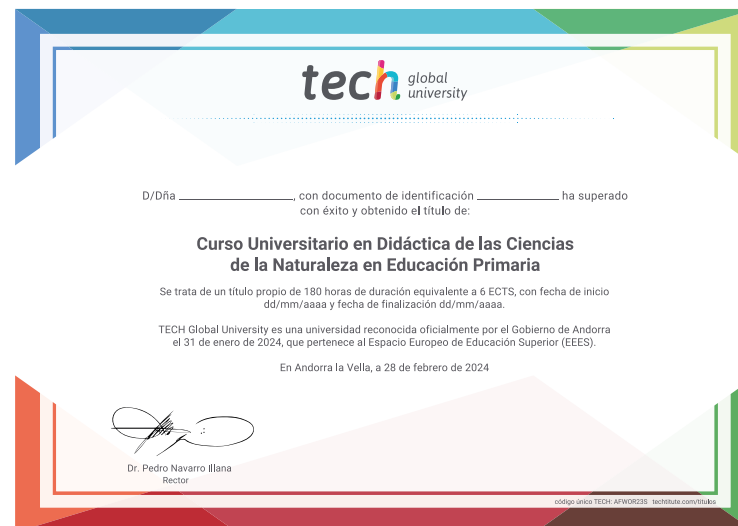 tech global
university
D/Dña ____________, con documento de identificación ____________ ha superado
con éxito y obtenido el título de:
Curso Universitario en Didáctica de las Ciencias
de la Naturaleza en Educación Primaria
Se trata de un título propio de 180 horas de duración equivalente a 6 ECTS, con fecha de inicio
dd/mm/aaaa y fecha de finalización dd/mm/aaaa.
TECH Global University es una universidad reconocida oficialmente por el Gobierno de Andorra
el 31 de enero de 2024, que pertenece al Espacio Europeo de Educación Superior (EEES).
En Andorra la Vella, a 28 de febrero de 2024
Dr. Pedro Navarro Illana
Rector
código único TECH: AFWOR23S techtitute.com/títulos